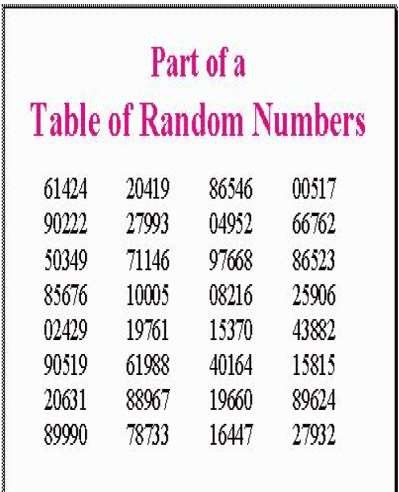 Part of a
Table of Random Numbers
61424 20419 86546 00517
90222 27993 04952 66762
50349 71146 97668 86523
85676 10005 08216 25906
02429 19761 15370 43882
90519 61988 40164 15815
20631 88967 19660 89624
89990 78733 16447 27932